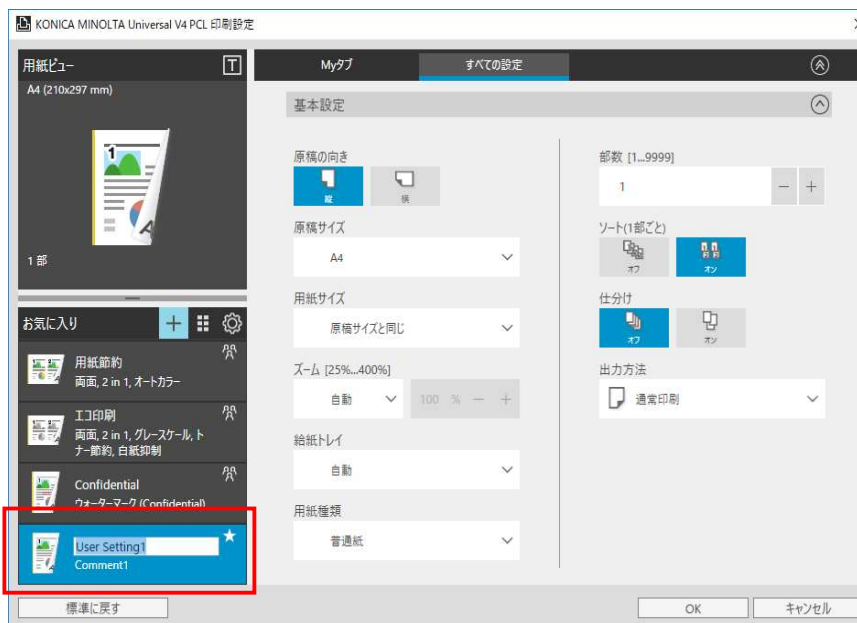 KONICA MINOLTA Universal V4 PCL 印刷設定
用紙ビュー
A4 (210x297 mm)
1 部
お気に入り
用紙節約
両面, 2 in 1, オートカラー
エコ印刷
両面, 2 in 1, グレースケール, ト
ナー節約, 白紙抑制
Confidential
ウォーターマーク (Confidential)
User Setting1
Comment1
標準に戻す
Myタブ
すべての設定
基本設定
原稿の向き
縦
横
原稿サイズ
A4
用紙サイズ
原稿サイズと同じ
ズーム [25%...400%]
自動
100 %
給紙トレイ
自動
用紙種類
普通紙
部数 [1...9999]
1
ソート(1部ごと)
オフ
オン
仕分け
オフ
オン
出力方法
通常印刷
OK
キャンセル